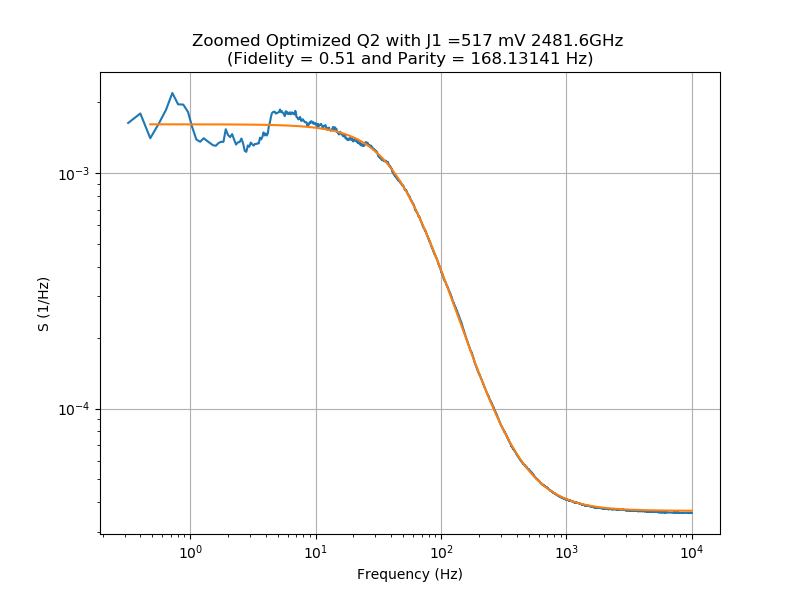 Zoomed Optimized Q2 with J1 =517 mV 2481.6GHz
(Fidelity = 0.51 and Parity = 168.13141 Hz)
S (1/Hz)
10⁻³
10⁻⁴
10⁰ 10¹ 10² 10³ 10⁴
Frequency (Hz)